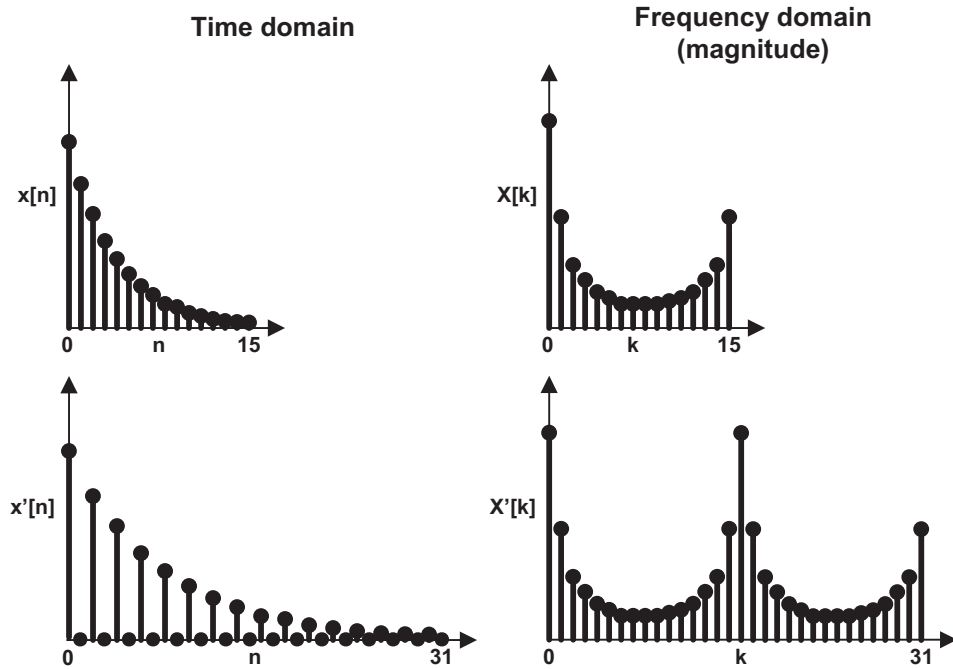 Time domain
Frequency domain
(magnitude)
x[n]
0
n
15
X[k]
0
k
15
x’[n]
0
n
31
X’[k]
0
k
31